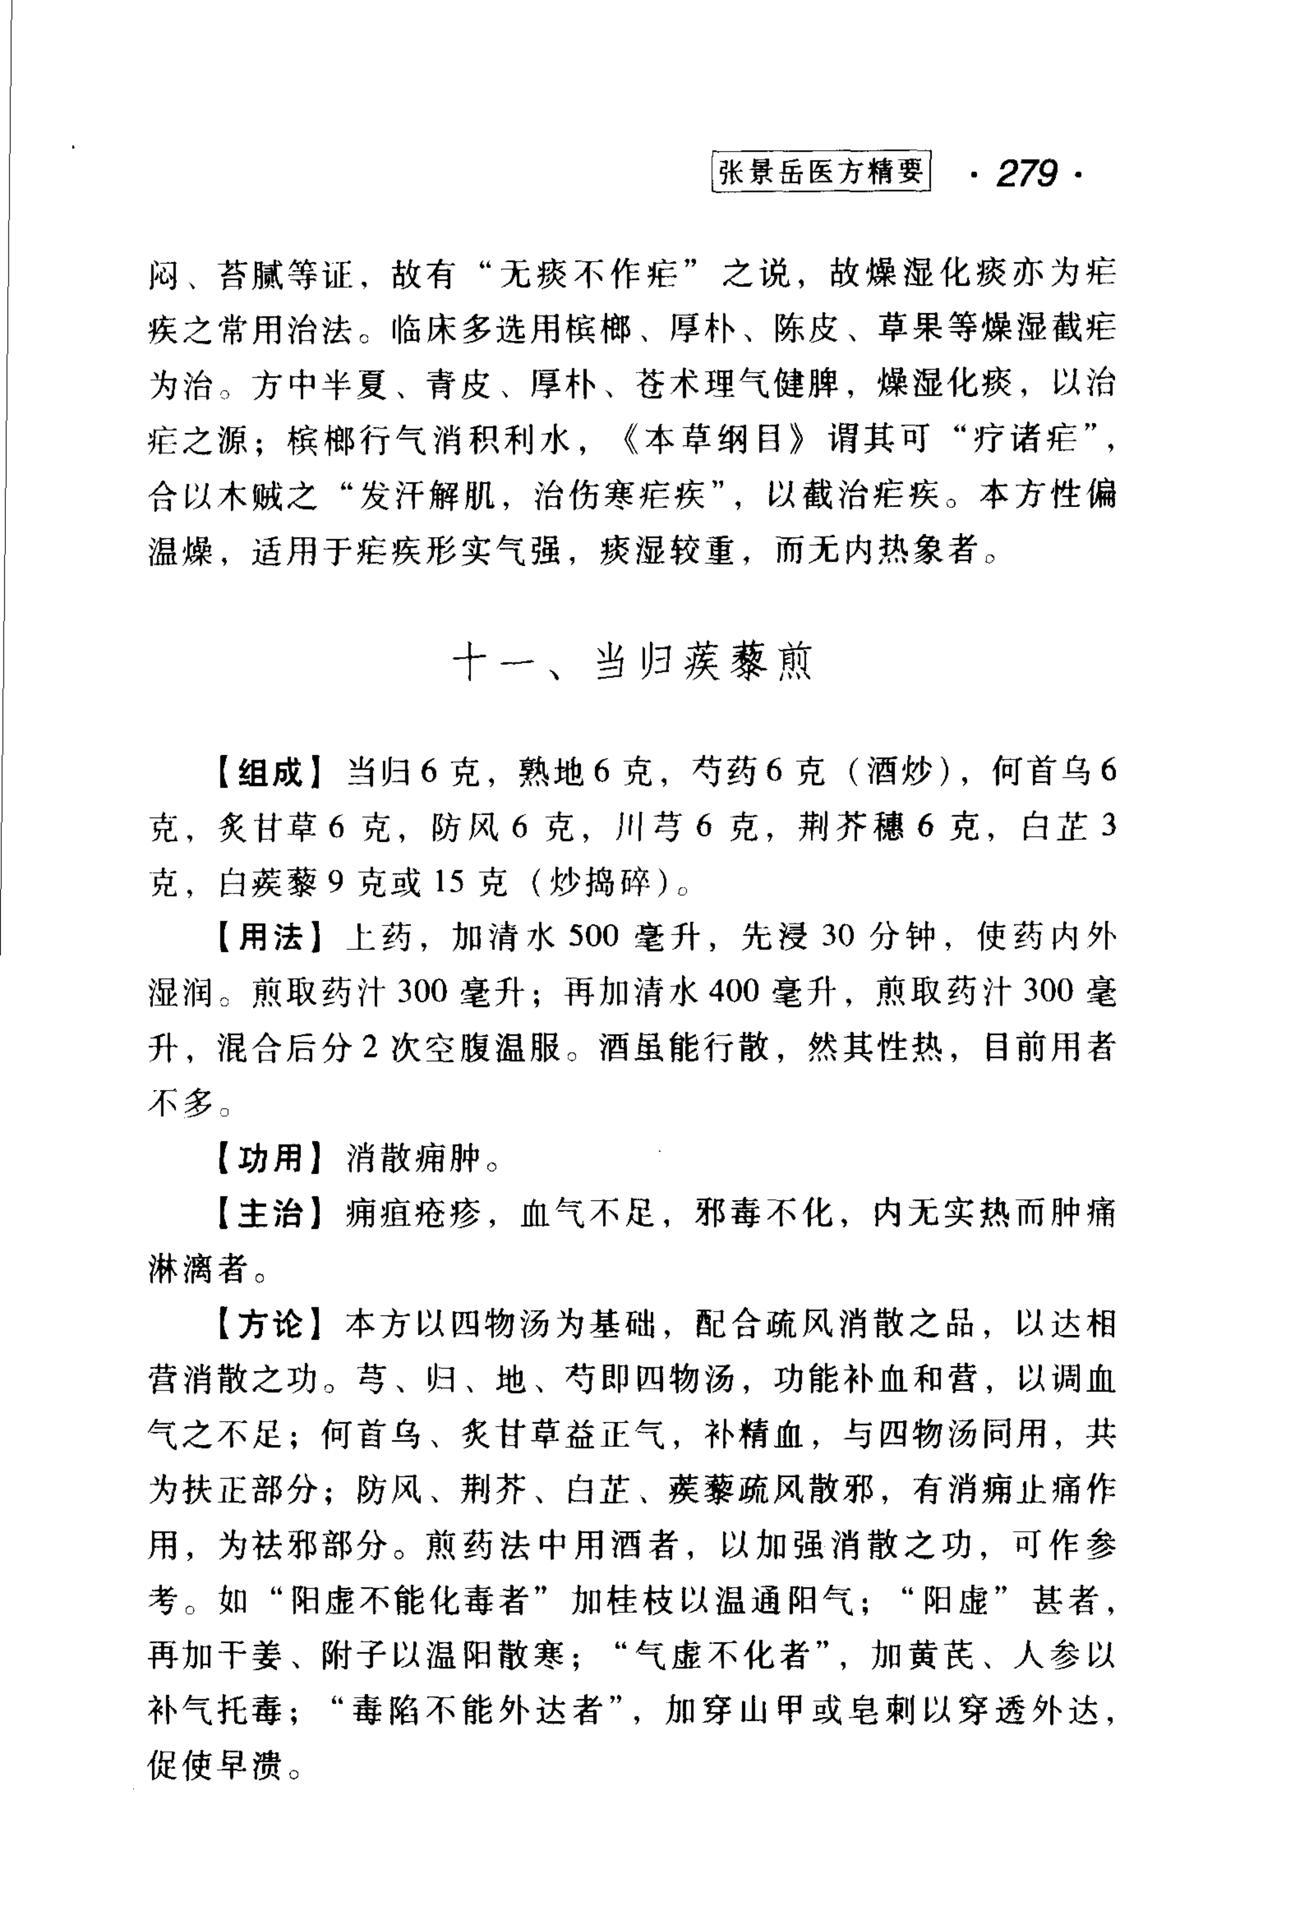 张景岳医方精要 · 279 ·
闷、苔腻等证，故有“无痰不作疟”之说，故燥湿化痰亦为疟
疾之常用治法。临床多选用槟榔、厚朴、陈皮、草果等燥湿截疟
为治。方中半夏、青皮、厚朴、苍术理气健脾，燥湿化痰，以治
疟之源；槟榔行气消积利水，《本草纲目》谓其可“疗诸疟”，
合以木贼之“发汗解肌，治伤寒疟疾”，以截治疟疾。本方性偏
温燥，适用于疟疾形实气强，痰湿较重，而无内热象者。
十一、当归蒺藜煎
【组成】当归6克，熟地6克，芍药6克（酒炒），何首乌6
克，炙甘草6克，防风6克，川芎6克，荆芥穗6克，白芷3
克，白蒺藜9克或15克（炒捣碎）。
【用法】上药，加清水500毫升，先浸30分钟，使药内外
湿润。煎取药汁300毫升；再加清水400毫升，煎取药汁300毫
升，混合后分2次空腹温服。酒虽能行散，然其性热，目前用者
不多。
【功用】消散痈肿。
【主治】痈疽疮疹，血气不足，邪毒不化，内无实热而肿痛
淋漓者。
【方论】本方以四物汤为基础，配合疏风消散之品，以达相
营消散之功。芎、归、地、芍即四物汤，功能补血和营，以调血
气之不足；何首乌、炙甘草益正气，补精血，与四物汤同用，共
为扶正部分；防风、荆芥、白芷、蒺藜疏风散邪，有消痈止痛作
用，为祛邪部分。煎药法中用酒者，以加强消散之功，可作参
考。如“阳虚不能化毒者”加桂枝以温通阳气；“阳虚”甚者，
再加干姜、附子以温阳散寒；“气虚不化者”，加黄芪、人参以
补气托毒；“毒陷不能外达者”，加穿山甲或皂刺以穿透外达，
促使早溃。